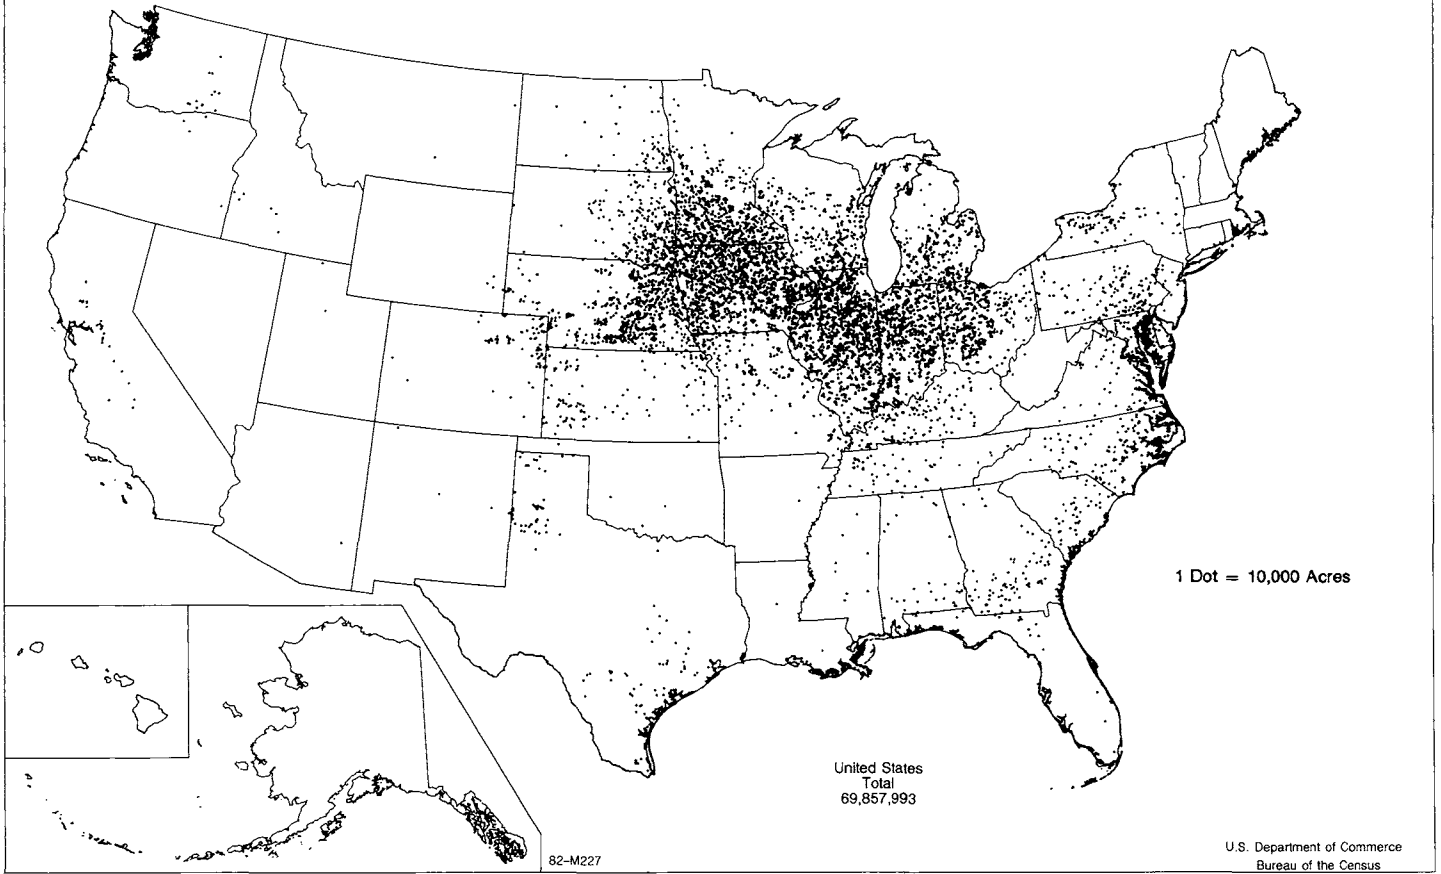 1 Dot = 10,000 Acres
United States
Total
69,857,993
82-M227
U.S. Department of Commerce
Bureau of the Census